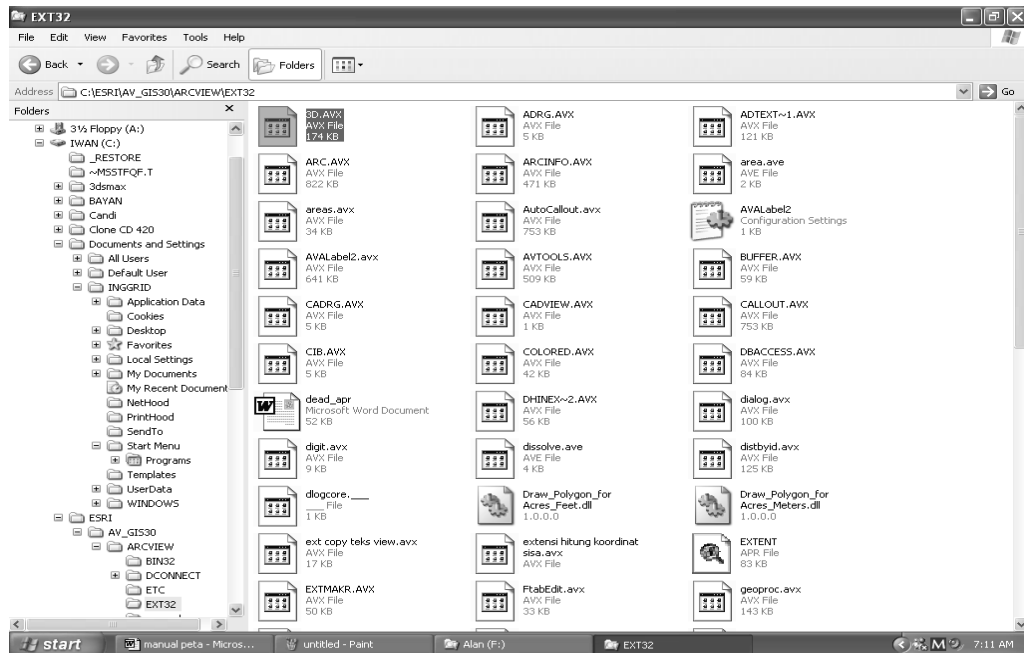 EXT32
File Edit View Favorites Tools Help
Back Search Folders
Address C:\ESRI\AV_GIS30\ARCVIEW\EXT32 Go
Folders
3½ Floppy (A:)
IWAN (C:)
_RESTORE
~MSSTFQF.T
3dsmax
BAYAN
Candi
Clone CD 420
Documents and Settings
All Users
Default User
INGGRID
Application Data
Cookies
Desktop
Favorites
Local Settings
My Documents
My Recent Document
NetHood
PrintHood
SendTo
Start Menu
Programs
Templates
UserData
WINDOWS
ESRI
AV_GIS30
ARCVIEW
BIN32
DCONNECT
ETC
EXT32
3D.AVX
AVX File
174 KB
ADRG.AVX
AVX File
5 KB
ADTEXT~1.AVX
AVX File
121 KB
ARC.AVX
AVX File
822 KB
ARCINFO.AVX
AVX File
471 KB
area.ave
AVE File
2 KB
areas.avx
AVX File
34 KB
AutoCallout.avx
AVX File
753 KB
AVALabel2
Configuration Settings
1 KB
AVALabel2.avx
AVX File
641 KB
AVTOOLS.AVX
AVX File
509 KB
BUFFER.AVX
AVX File
59 KB
CADRG.AVX
AVX File
5 KB
CADVIEW.AVX
AVX File
1 KB
CALLOUT.AVX
AVX File
753 KB
CIB.AVX
AVX File
5 KB
COLORED.AVX
AVX File
42 KB
DBACCESS.AVX
AVX File
84 KB
dead_apr
Microsoft Word Document
52 KB
DHINEX~2.AVX
AVX File
56 KB
dialog.avx
AVX File
100 KB
digit.avx
AVX File
9 KB
dissolve.ave
AVE File
4 KB
distbyid.avx
AVX File
125 KB
dlogcore.___
___ File
1 KB
Draw_Polygon_for
Acres_Feet.dll
1.0.0.0
Draw_Polygon_for
Acres_Meters.dll
1.0.0.0
ext copy teks view.avx
AVX File
17 KB
extensi hitung koordinat
sisa.avx
AVX File
EXTENT
APR File
83 KB
EXTMAKR.AVX
AVX File
50 KB
FtabEdit.avx
AVX File
33 KB
geoproc.avx
AVX File
143 KB
start manual peta - Micros... untitled - Paint Alan (F:) EXT32 7:11 AM